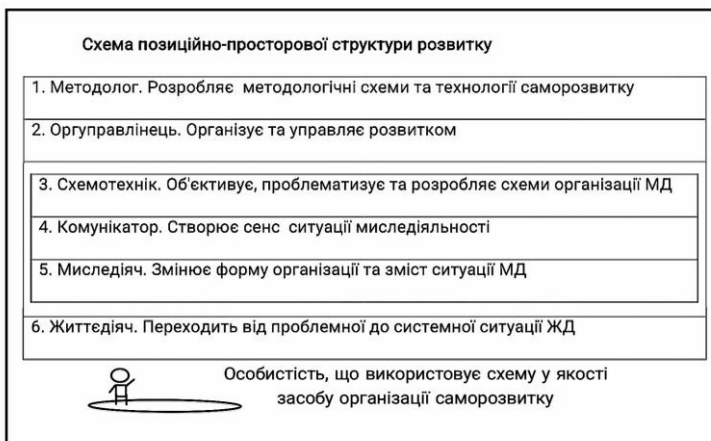 Схема позиційно-просторової структури розвитку
1. Методолог. Розробляє методологічні схеми та технології саморозвитку
2. Оргуправлінець. Організує та управляє розвитком
3. Схемотехнік. Об'єктивує, проблематизує та розробляє схеми організації МД
4. Комунікатор. Створює сенс ситуації миследіяльності
5. Миследіяч. Змінює форму організації та зміст ситуації МД
6. Життєдіяч. Переходить від проблемної до системної ситуації ЖД
Особистість, що використовує схему у якості
засобу організації саморозвитку